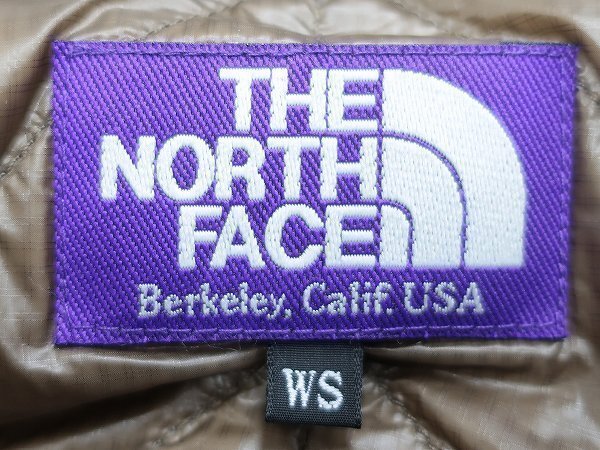 THE
NORTH
FACE
Berkeley, Calif. USA
WS